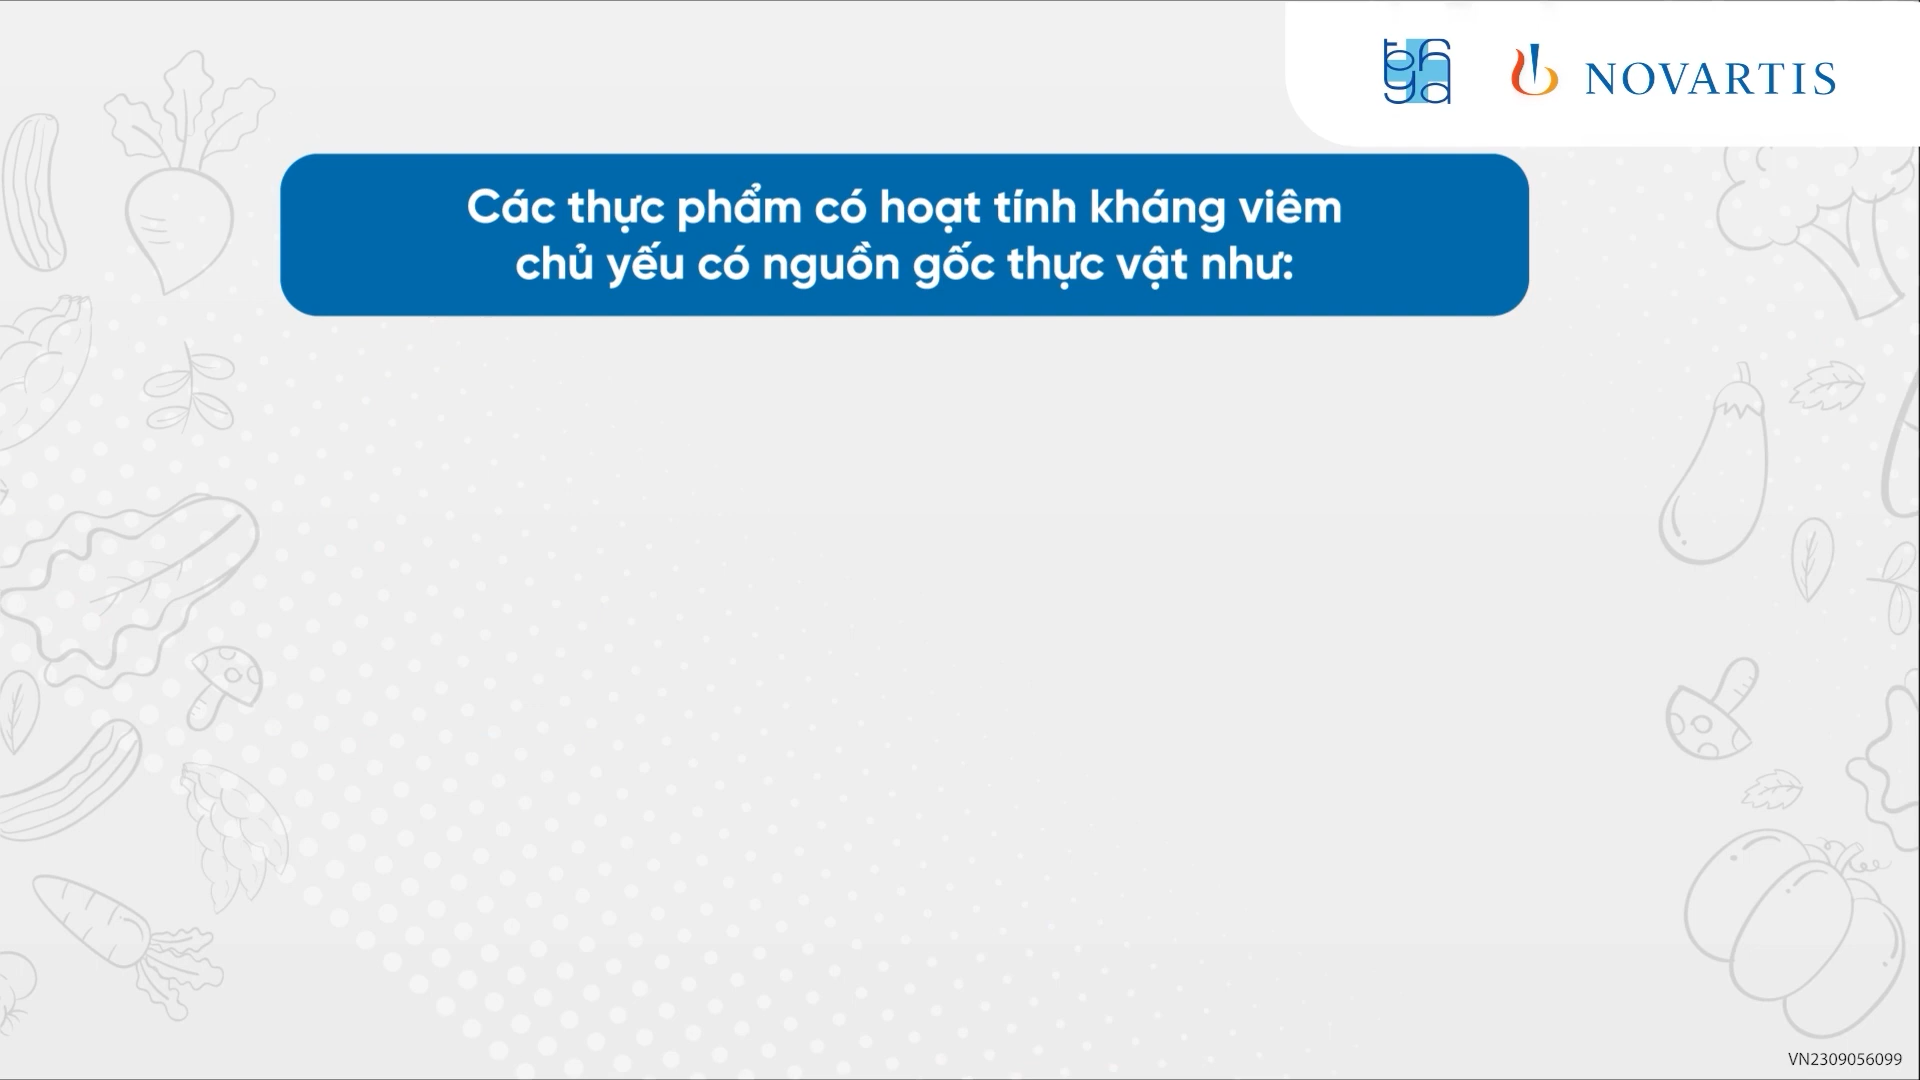 NOVARTIS
Các thực phẩm có hoạt tính kháng viêm
chủ yếu có nguồn gốc thực vật như:
VN2309056099